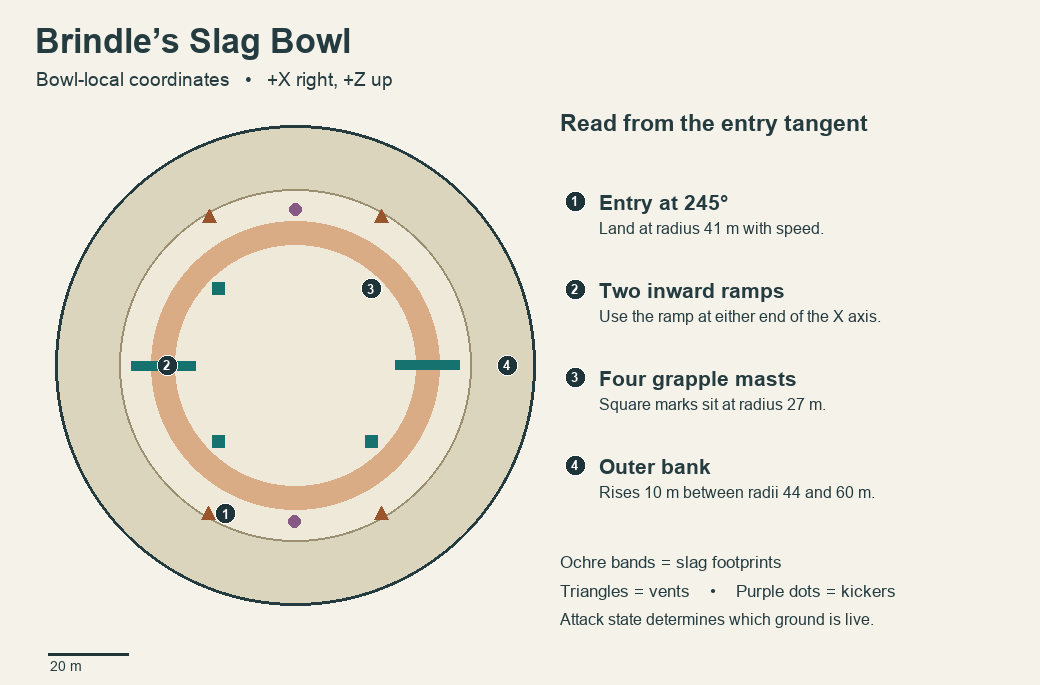 Brindle’s Slag Bowl
Bowl-local coordinates • +X right, +Z up
Read from the entry tangent
1 Entry at 245°
Land at radius 41 m with speed.
2 Two inward ramps
Use the ramp at either end of the X axis.
3 Four grapple masts
Square marks sit at radius 27 m.
4 Outer bank
Rises 10 m between radii 44 and 60 m.
3
2
4
1
Ochre bands = slag footprints
Triangles = vents • Purple dots = kickers
Attack state determines which ground is live.
20 m